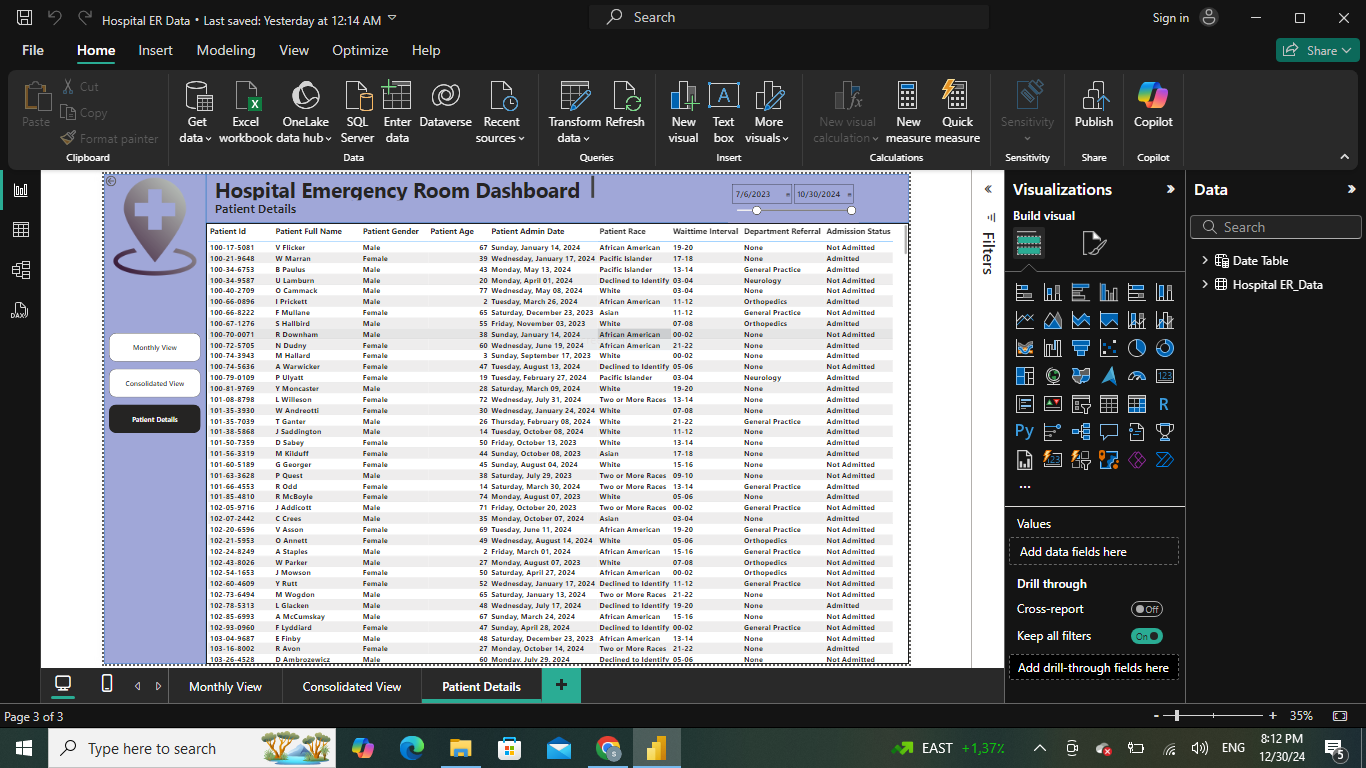 Hospital ER Data • Last saved: Yesterday at 12:14 AM
Search
Sign in
File Home Insert Modeling View Optimize Help
Share
Paste
Cut
Copy
Format painter
Clipboard
Get data
Excel workbook
OneLake data hub
SQL Server
Enter data
Dataverse
Recent sources
Data
Transform data
Refresh
Queries
New visual
Text box
More visuals
Insert
New visual calculation
New measure
Quick measure
Calculations
Sensitivity
Sensitivity
Publish
Share
Copilot
Copilot
Hospital Emergency Room Dashboard |
Patient Details
7/6/2023 10/30/2024
Monthly View
Consolidated View
Patient Details
Patient Id Patient Full Name Patient Gender Patient Age Patient Admin Date Patient Race Waittime Interval Department Referral Admission Status
100-17-5081 V Flicker Male 67 Sunday, January 14, 2024 African American 19-20 None Not Admitted
100-21-9648 W Marran Female 39 Wednesday, January 17, 2024 Pacific Islander 17-18 None Admitted
100-34-6753 B Paulus Male 43 Monday, May 13, 2024 Pacific Islander 13-14 General Practice Admitted
100-34-9587 U Lamburn Male 20 Monday, April 01, 2024 Declined to Identify 03-04 Neurology Not Admitted
100-40-2709 O Cammack Male 77 Wednesday, May 08, 2024 White 03-04 None Not Admitted
100-66-0896 I Prickett Male 2 Tuesday, March 26, 2024 African American 11-12 Orthopedics Admitted
100-66-8222 F Mullane Female 65 Saturday, December 23, 2023 Asian 11-12 General Practice Not Admitted
100-67-1276 S Hallbird Male 55 Friday, November 03, 2023 White 07-08 Orthopedics Admitted
100-70-0071 R Downham Male 38 Sunday, January 14, 2024 African American 00-02 None Not Admitted
100-72-5705 N Dudny Female 60 Wednesday, June 19, 2024 African American 21-22 None Admitted
100-74-3943 M Hallard Female 3 Sunday, September 17, 2023 White 00-02 None Admitted
100-74-5636 A Warwicker Female 47 Tuesday, August 13, 2024 Declined to Identify 05-06 None Not Admitted
100-79-0109 P Ulyatt Female 19 Tuesday, February 27, 2024 Pacific Islander 03-04 Neurology Admitted
100-81-9769 Y Moncaster Male 28 Saturday, March 09, 2024 White 19-20 None Admitted
101-08-8798 L Willeson Female 72 Wednesday, July 31, 2024 Two or More Races 13-14 None Admitted
101-35-3930 W Andreotti Female 30 Wednesday, January 24, 2024 White 07-08 None Admitted
101-35-7039 T Ganter Male 26 Thursday, February 08, 2024 White 21-22 General Practice Admitted
101-38-5868 J Saddington Male 14 Tuesday, October 08, 2024 White 11-12 None Admitted
101-50-7359 D Sabey Female 50 Friday, October 13, 2023 White 13-14 None Admitted
101-56-3319 M Kilduff Female 44 Sunday, October 08, 2023 Asian 17-18 None Admitted
101-60-5189 G Georger Female 45 Sunday, August 04, 2024 White 15-16 None Not Admitted
101-63-3628 P Quest Male 38 Saturday, July 29, 2023 Two or More Races 09-10 None Not Admitted
101-66-4553 R Odd Female 14 Saturday, March 30, 2024 Two or More Races 13-14 General Practice Admitted
101-85-4810 R McBoyle Female 74 Monday, August 07, 2023 White 05-06 None Admitted
102-05-9716 J Addicott Male 71 Friday, October 20, 2023 Two or More Races 00-02 General Practice Not Admitted
102-07-2442 C Crees Male 35 Monday, October 07, 2024 Asian 03-04 None Admitted
102-20-6596 V Asson Female 69 Tuesday, June 11, 2024 African American 19-20 General Practice Not Admitted
102-21-5953 O Annett Female 49 Wednesday, August 14, 2024 White 05-06 Orthopedics Not Admitted
102-24-8249 A Staples Male 2 Friday, March 01, 2024 African American 15-16 General Practice Not Admitted
102-43-8026 W Parker Male 27 Monday, August 07, 2023 White 07-08 Orthopedics Not Admitted
102-54-1653 J Mowson Female 50 Saturday, April 27, 2024 African American 00-02 Orthopedics Not Admitted
102-60-4609 Y Rutt Female 52 Wednesday, January 17, 2024 Declined to Identify 11-12 General Practice Not Admitted
102-73-6494 M Wogdon Male 65 Saturday, January 13, 2024 Two or More Races 21-22 None Not Admitted
102-78-5313 L Glacken Male 48 Wednesday, July 17, 2024 Declined to Identify 19-20 None Admitted
102-85-6993 A McCumskay Male 67 Sunday, March 24, 2024 African American 15-16 None Not Admitted
102-93-0960 F Lyddiard Female 47 Sunday, April 28, 2024 Declined to Identify 00-02 General Practice Not Admitted
103-04-9687 E Finby Male 48 Saturday, December 23, 2023 African American 13-14 None Not Admitted
103-16-8002 R Avon Female 27 Monday, October 14, 2024 Two or More Races 21-22 None Admitted
103-26-4528 D Ambrozewicz Male 60 Monday, July 29, 2024 Declined to Identify 05-06 None Not Admitted
Filters
Visualizations
Build visual
R
Py
123
...
Values
Add data fields here
Drill through
Cross-report Off
Keep all filters On
Add drill-through fields here
Data
Search
Date Table
Hospital ER_Data
DAX
Monthly View Consolidated View Patient Details +
Page 3 of 3
- + 35%
Type here to search
EAST +1,37%
ENG
8:12 PM
12/30/24
5